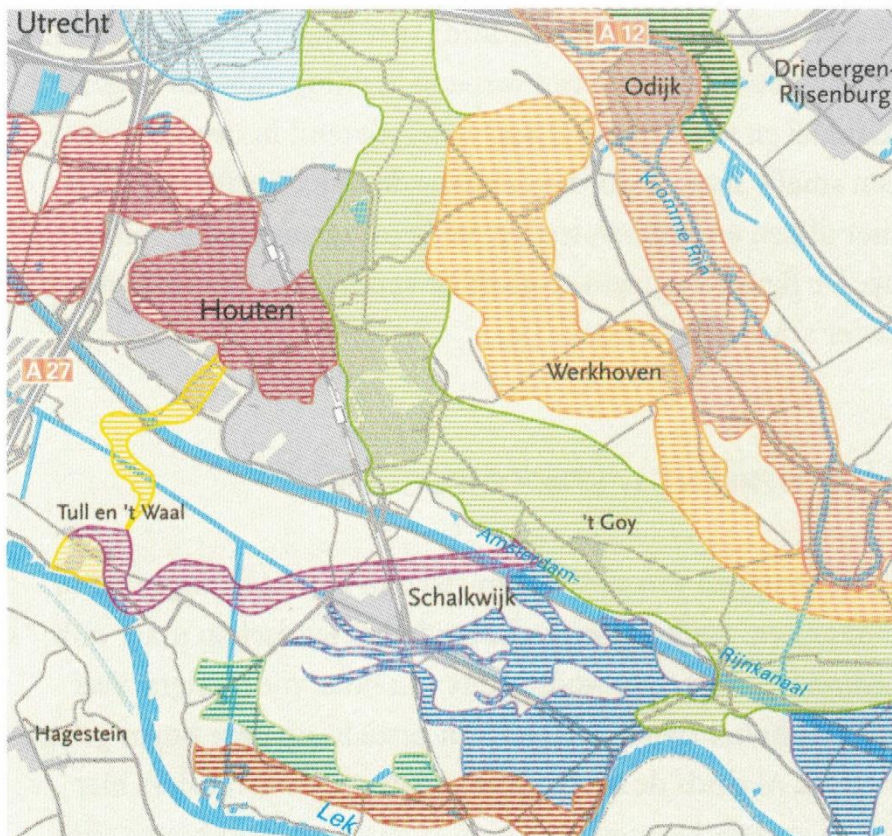 Utrecht
A 12
Odijk
Driebergen-
Rijsenburg
Kromme Rijn
Houten
A 27
Werkhoven
Tull en 't Waal
't Goy
Amsterdam-
Schalkwijk
Rijnkanaal
Hagestein
Lek